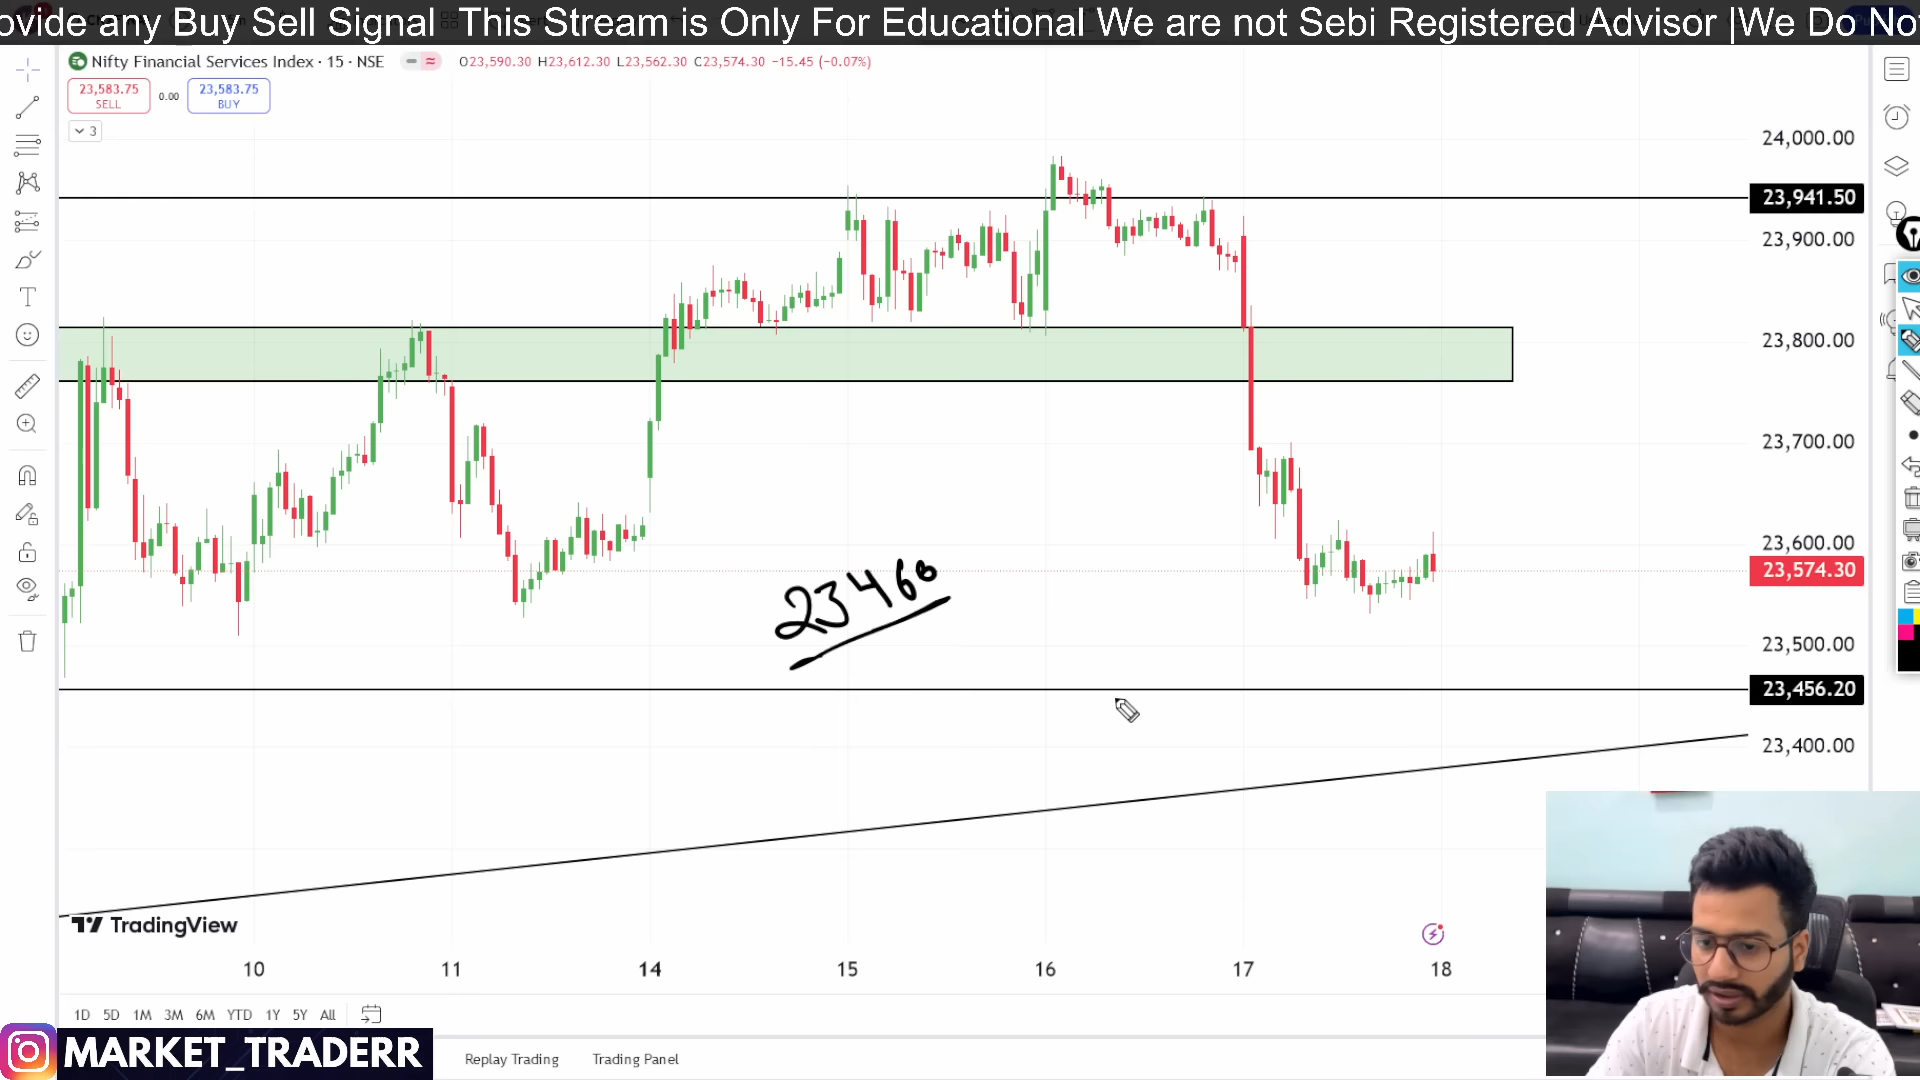 ovide any Buy Sell Signal  This Stream is Only For Educational We are not Sebi Registered Advisor |We Do No
Nifty Financial Services Index · 15 · NSE
O23,590.30 H23,612.30 L23,562.30 C23,574.30 −15.45 (−0.07%)
23,583.75
SELL
0.00
23,583.75
BUY
3
24,000.00
23,941.50
23,900.00
23,800.00
23,700.00
23,600.00
23,574.30
23,500.00
23,456.20
23,400.00
23460
TradingView
10 11 14 15 16 17 18
1D 5D 1M 3M 6M YTD 1Y 5Y All
MARKET_TRADERR
Replay Trading
Trading Panel